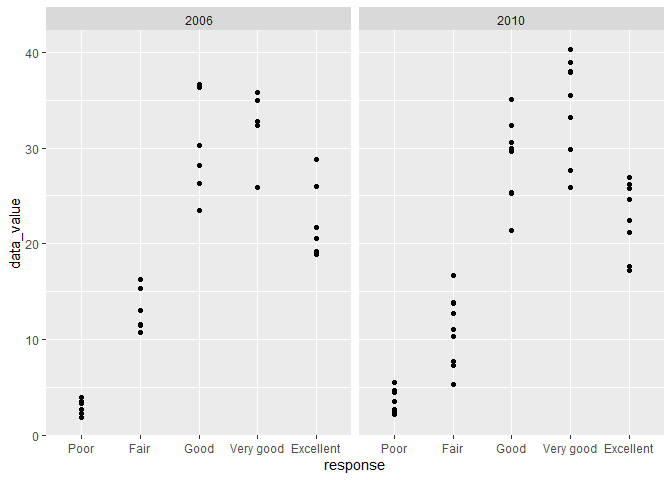 2006 2010
data_value
40
30
20
10
0
Poor Fair Good Very good Excellent Poor Fair Good Very good Excellent
response